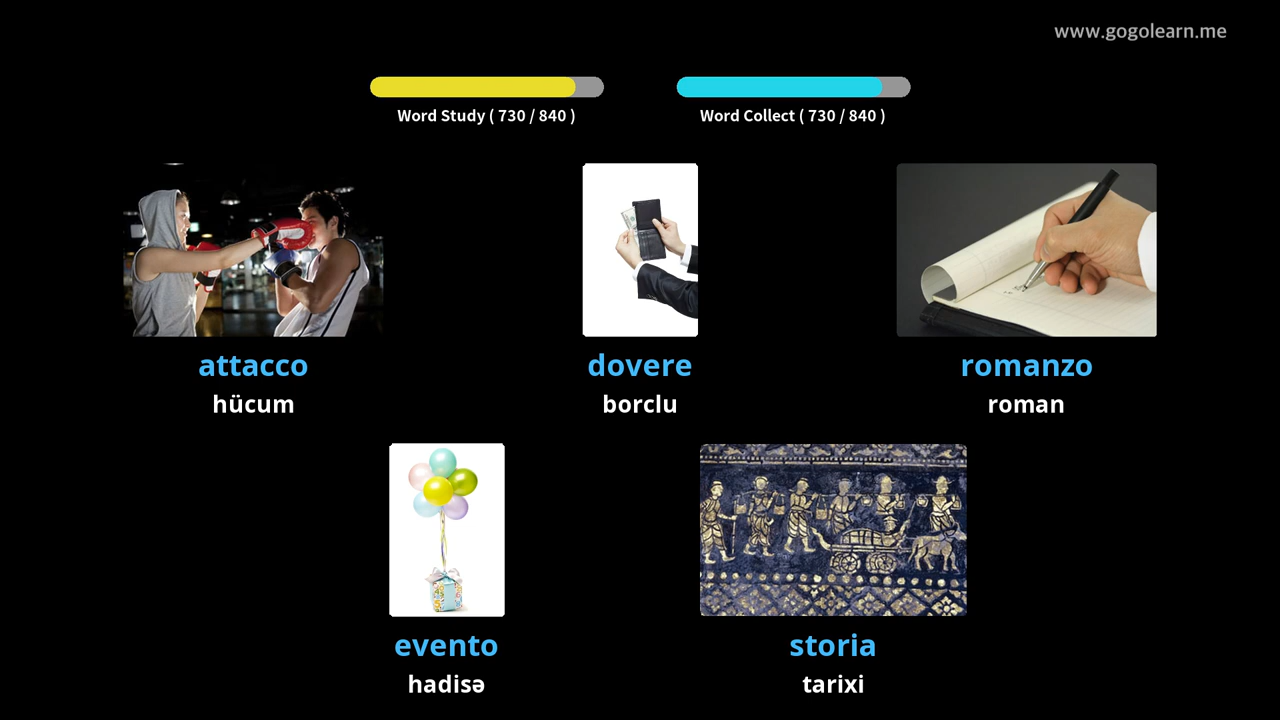 www.gogolearn.me
Word Study ( 730 / 840 )
Word Collect ( 730 / 840 )
attacco
hücum
dovere
borclu
romanzo
roman
evento
hadisə
storia
tarixi